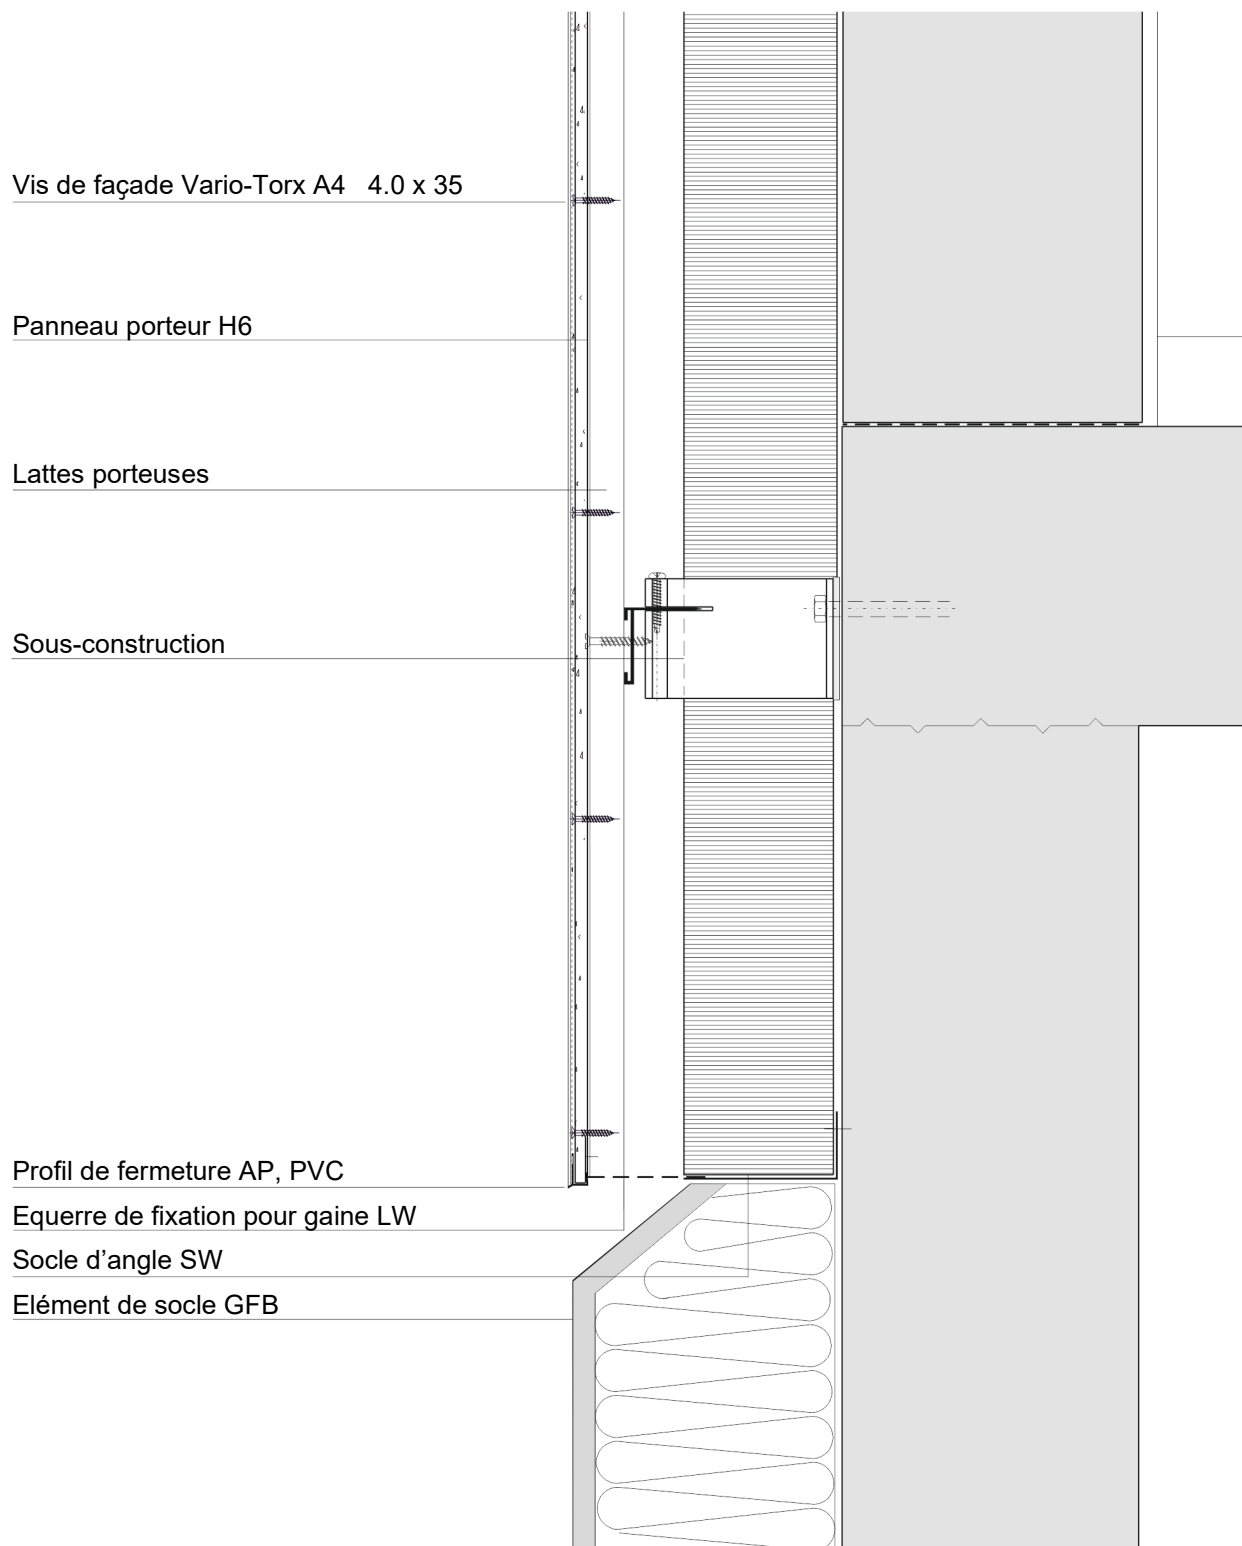 Vis de façade Vario-Torx A4   4.0 x 35
Panneau porteur H6
Lattes porteuses
Sous-construction
Profil de fermeture AP, PVC
Equerre de fixation pour gaine LW
Socle d’angle SW
Elément de socle GFB